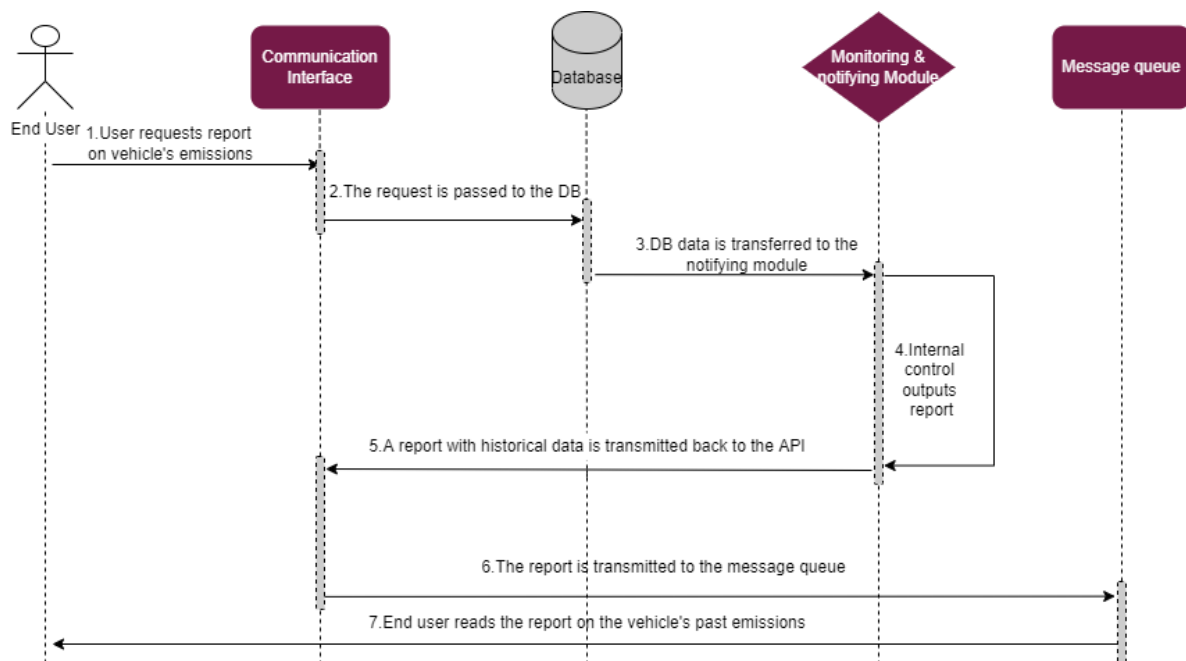 Communication
Interface
Database
Monitoring &
notifying Module
Message queue
End User
1.User requests report
on vehicle's emissions
2.The request is passed to the DB
3.DB data is transferred to the
notifying module
4.Internal
control
outputs
report
5.A report with historical data is transmitted back to the API
6.The report is transmitted to the message queue
7.End user reads the report on the vehicle's past emissions